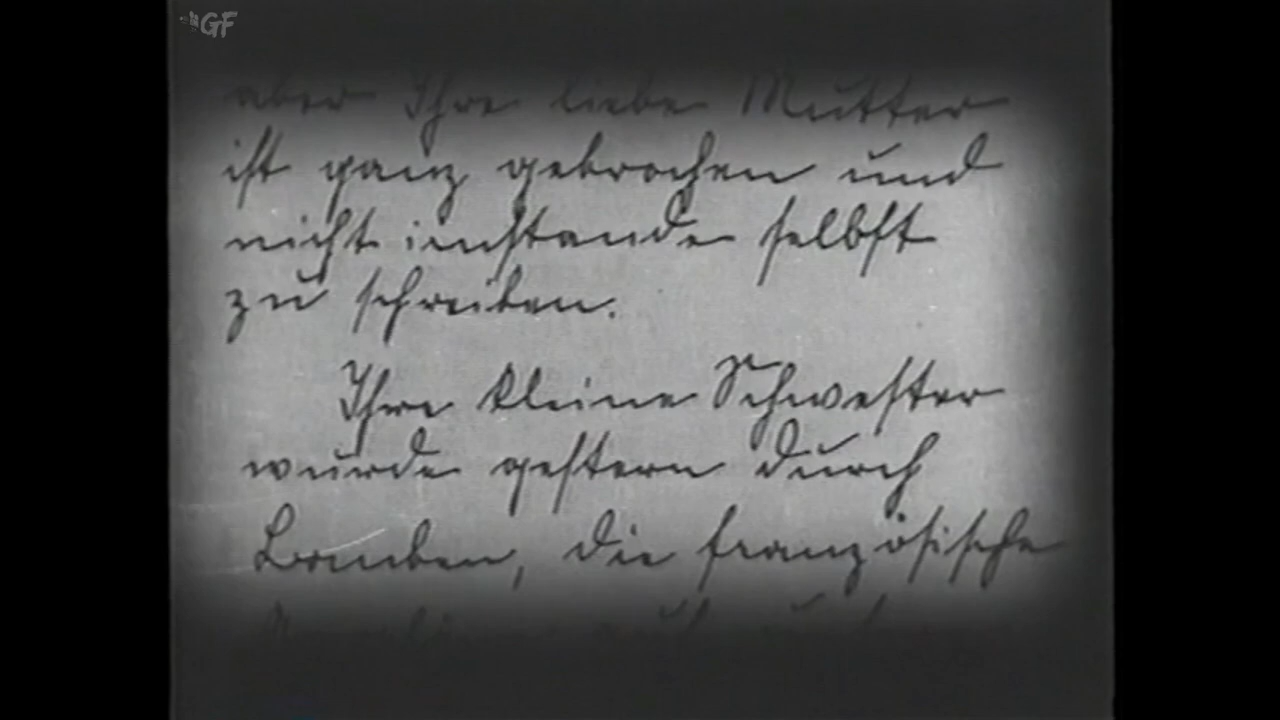 GF
aber Ihre liebe Mutter
ist ganz gebrochen und
nicht imstande selbst
zu schreiben.
Ihre kleine Schwester
wurde gestern durch
Bomben, die französische